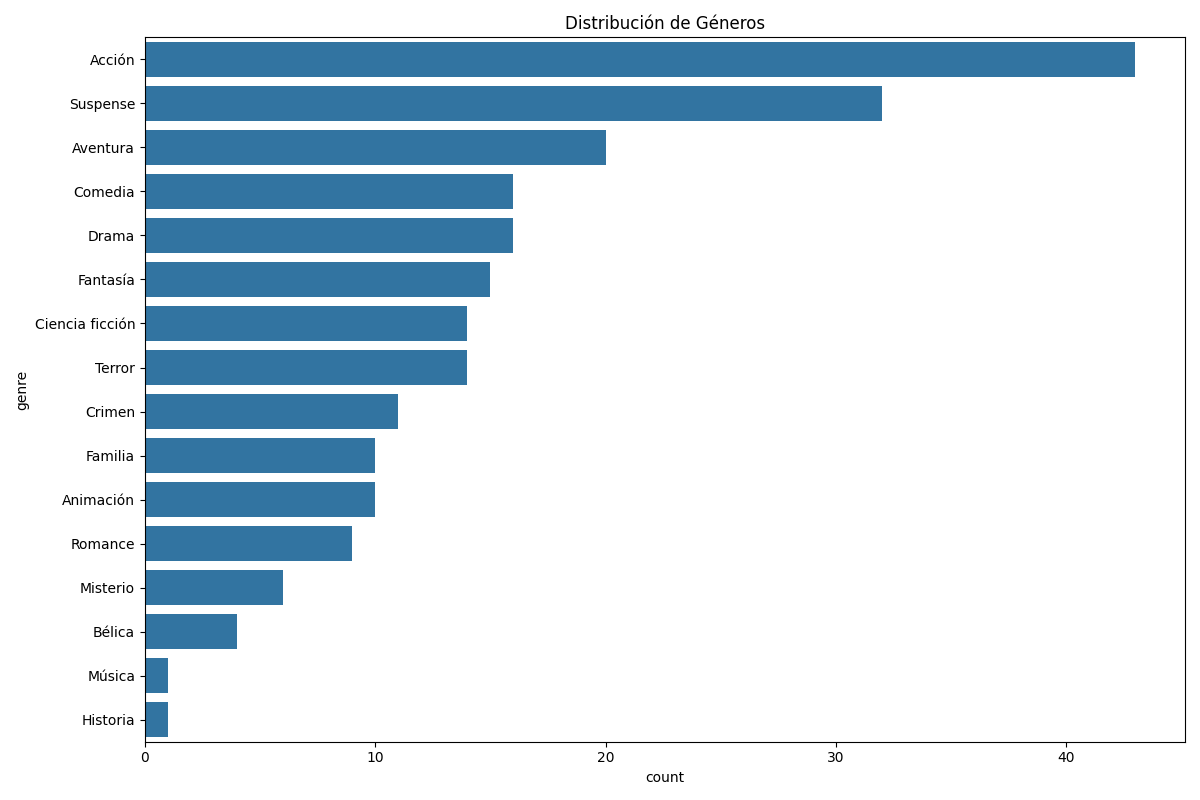 Distribución de Géneros
genre
Acción
Suspense
Aventura
Comedia
Drama
Fantasía
Ciencia ficción
Terror
Crimen
Familia
Animación
Romance
Misterio
Bélica
Música
Historia
0 10 20 30 40
count